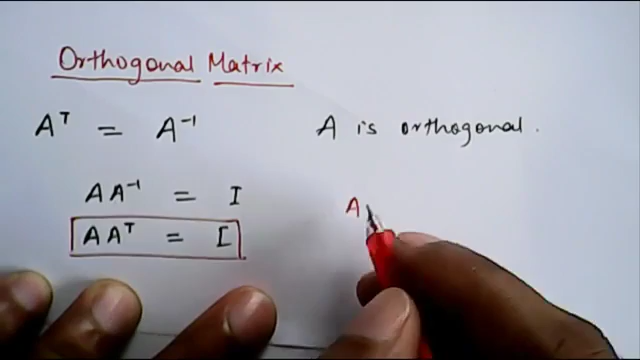 Orthogonal Matrix
Aᵀ = A⁻¹
A is orthogonal.
AA⁻¹ = I
AAᵀ = I
A